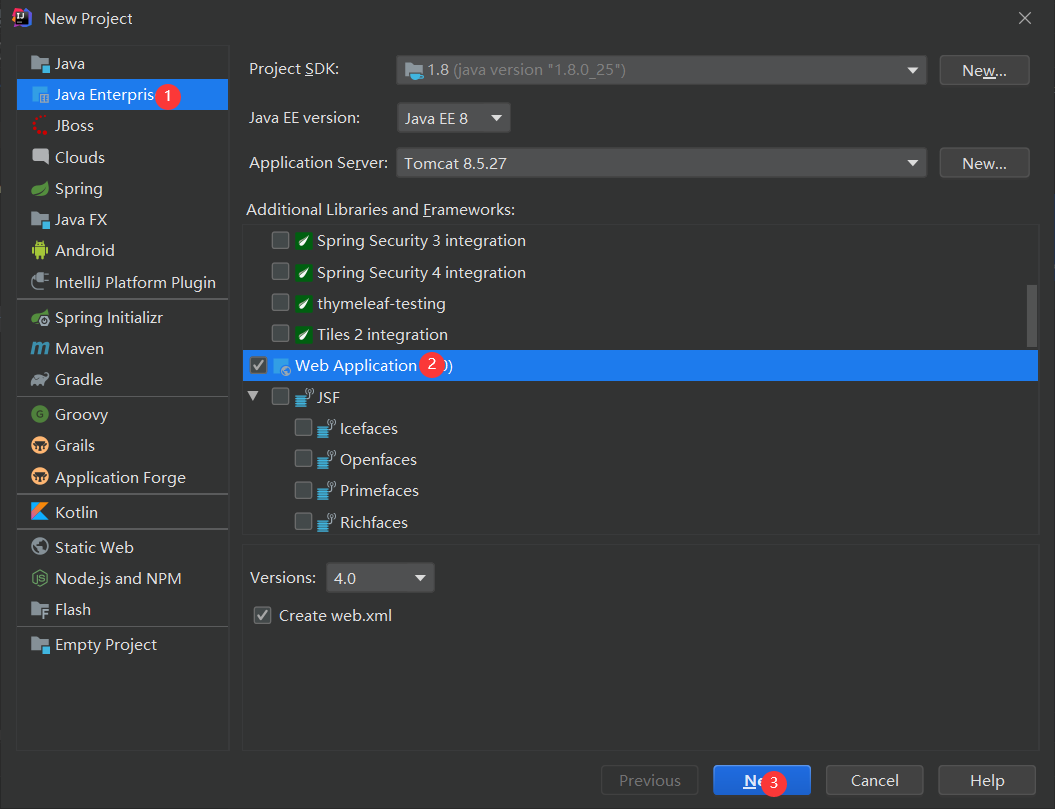 New Project
Java
Java Enterpris 1
JBoss
Clouds
Spring
Java FX
Android
IntelliJ Platform Plugin
Spring Initializr
Maven
Gradle
Groovy
Grails
Application Forge
Kotlin
Static Web
Node.js and NPM
Flash
Empty Project
Project SDK: 1.8 (java version "1.8.0_25") New...
Java EE version: Java EE 8
Application Server: Tomcat 8.5.27 New...
Additional Libraries and Frameworks:
Spring Security 3 integration
Spring Security 4 integration
thymeleaf-testing
Tiles 2 integration
Web Application 2 )
JSF
Icefaces
Openfaces
Primefaces
Richfaces
Versions: 4.0
Create web.xml
Previous Ne 3 Cancel Help